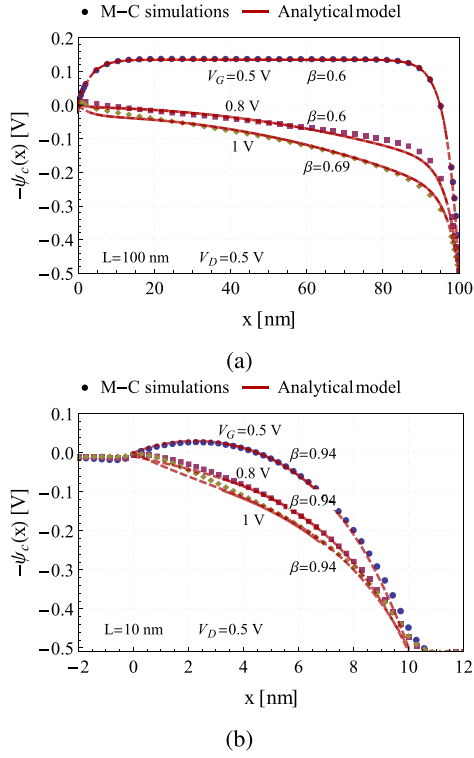 ● M−C simulations — Analytical model
0.2
0.1
0.0
−0.1
−0.2
−0.3
−0.4
−0.5
−ψc(x) [V]
VG=0.5 V β=0.6
0.8 V β=0.6
1 V
β=0.69
L=100 nm VD=0.5 V
0 20 40 60 80 100
x [nm]
(a)
● M−C simulations — Analytical model
0.1
0.0
−0.1
−0.2
−0.3
−0.4
−0.5
−ψc(x) [V]
VG=0.5 V
β=0.94
0.8 V
β=0.94
1 V
β=0.94
L=10 nm VD=0.5 V
−2 0 2 4 6 8 10 12
x [nm]
(b)